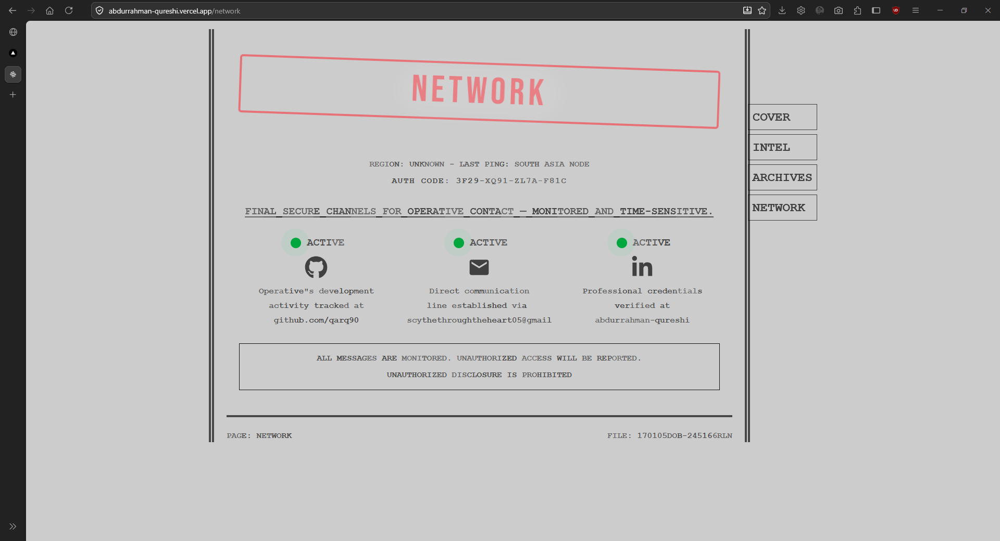 abdurrahman-qureshi.vercel.app/network
NETWORK
COVER
INTEL
ARCHIVES
NETWORK
REGION: UNKNOWN - LAST PING: SOUTH ASIA NODE
AUTH CODE: 3F29-XQ91-ZL7A-F81C
FINAL SECURE CHANNELS FOR OPERATIVE CONTACT — MONITORED AND TIME-SENSITIVE.
ACTIVE
Operative"s development
activity tracked at
github.com/qarq90
ACTIVE
Direct communication
line established via
scythethroughtheheart05@gmail
ACTIVE
in
Professional credentials
verified at
abdurrahman-qureshi
ALL MESSAGES ARE MONITORED. UNAUTHORIZED ACCESS WILL BE REPORTED.
UNAUTHORIZED DISCLOSURE IS PROHIBITED
PAGE: NETWORK
FILE: 170105DOB-245166RLN